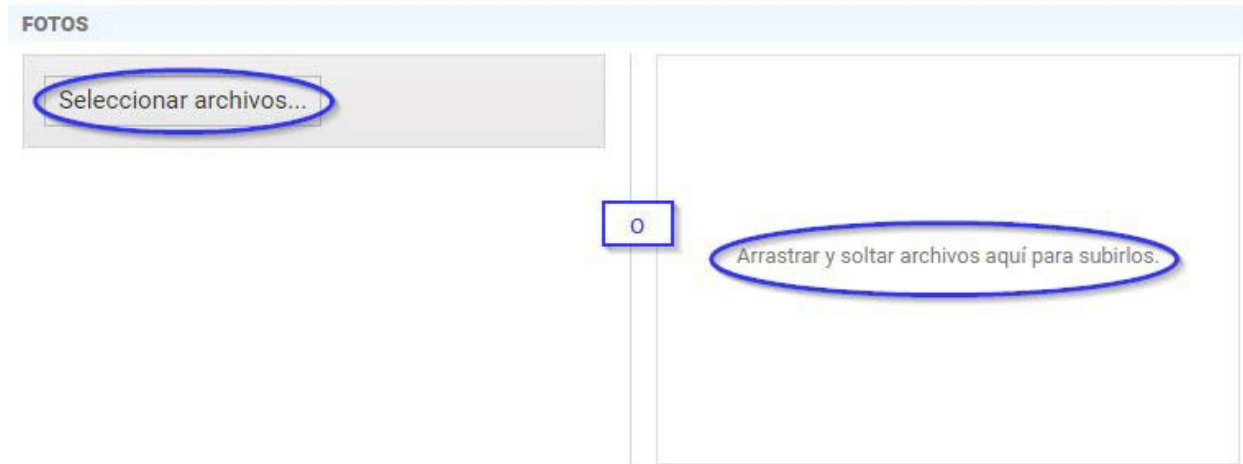 FOTOS
Seleccionar archivos...
O
Arrastrar y soltar archivos aquí para subirlos.